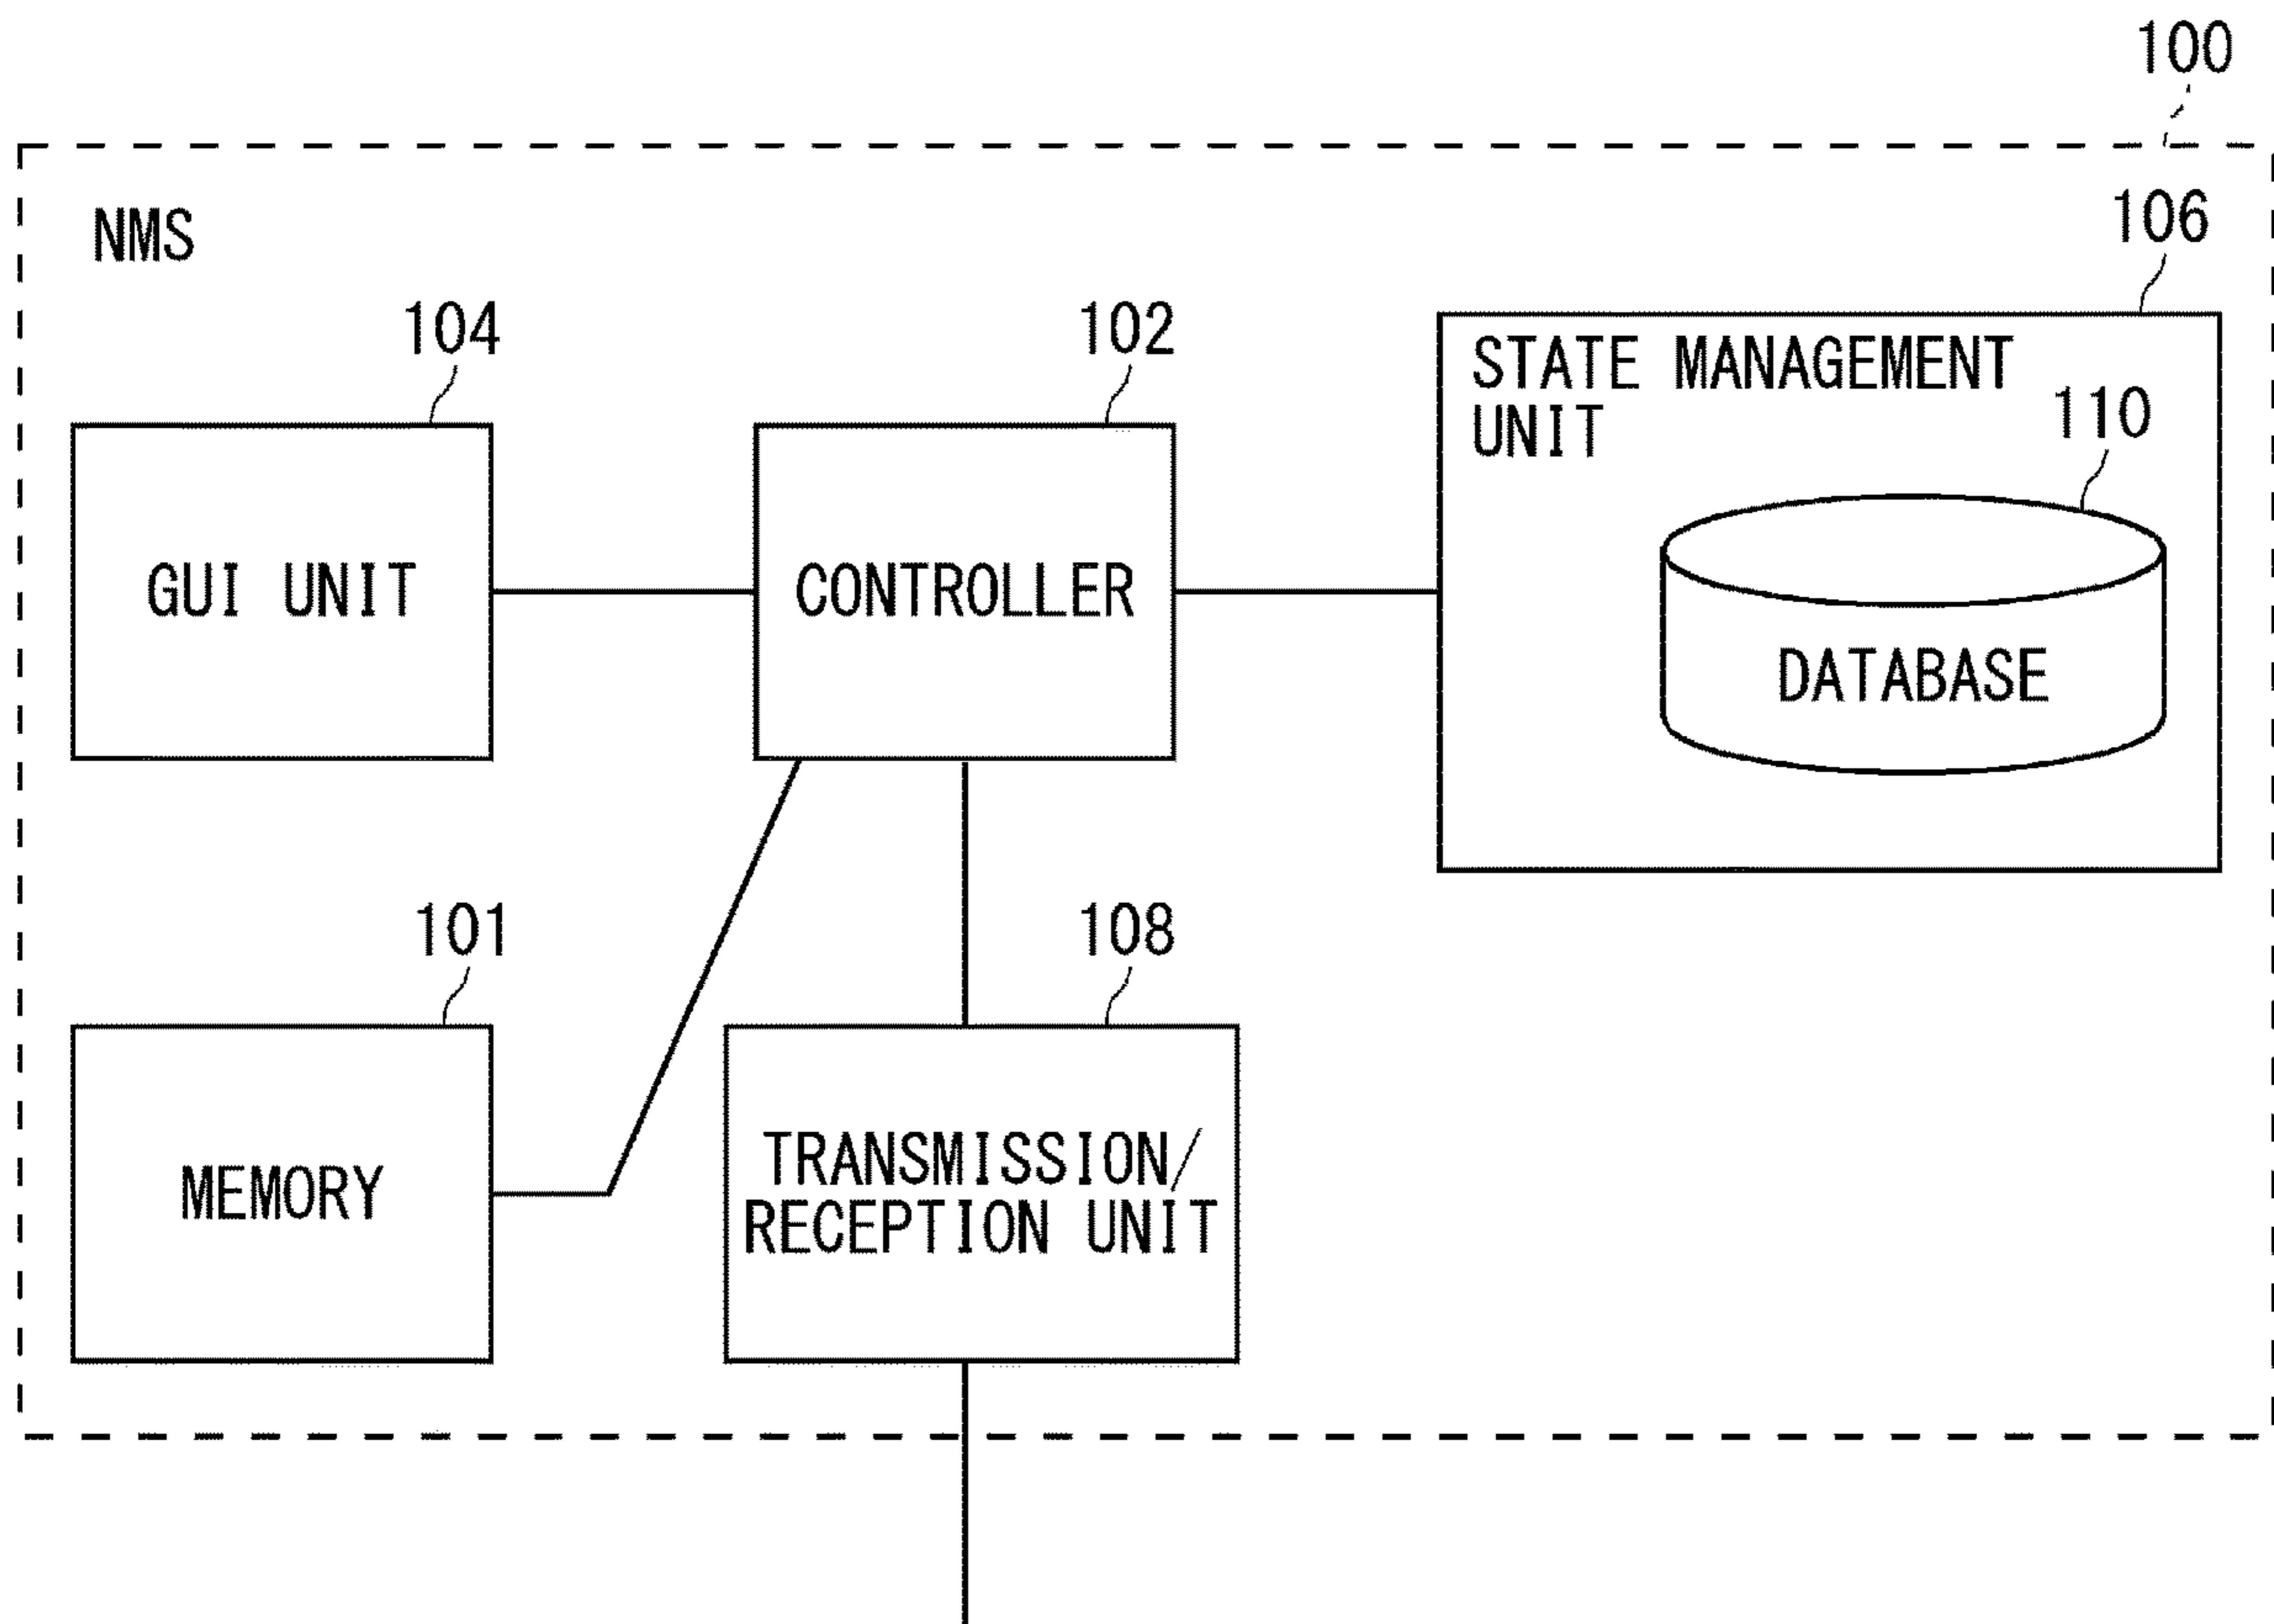 100
NMS
106
104
102
STATE MANAGEMENT
UNIT
110
GUI UNIT
CONTROLLER
DATABASE
101
108
MEMORY
TRANSMISSION/
RECEPTION UNIT